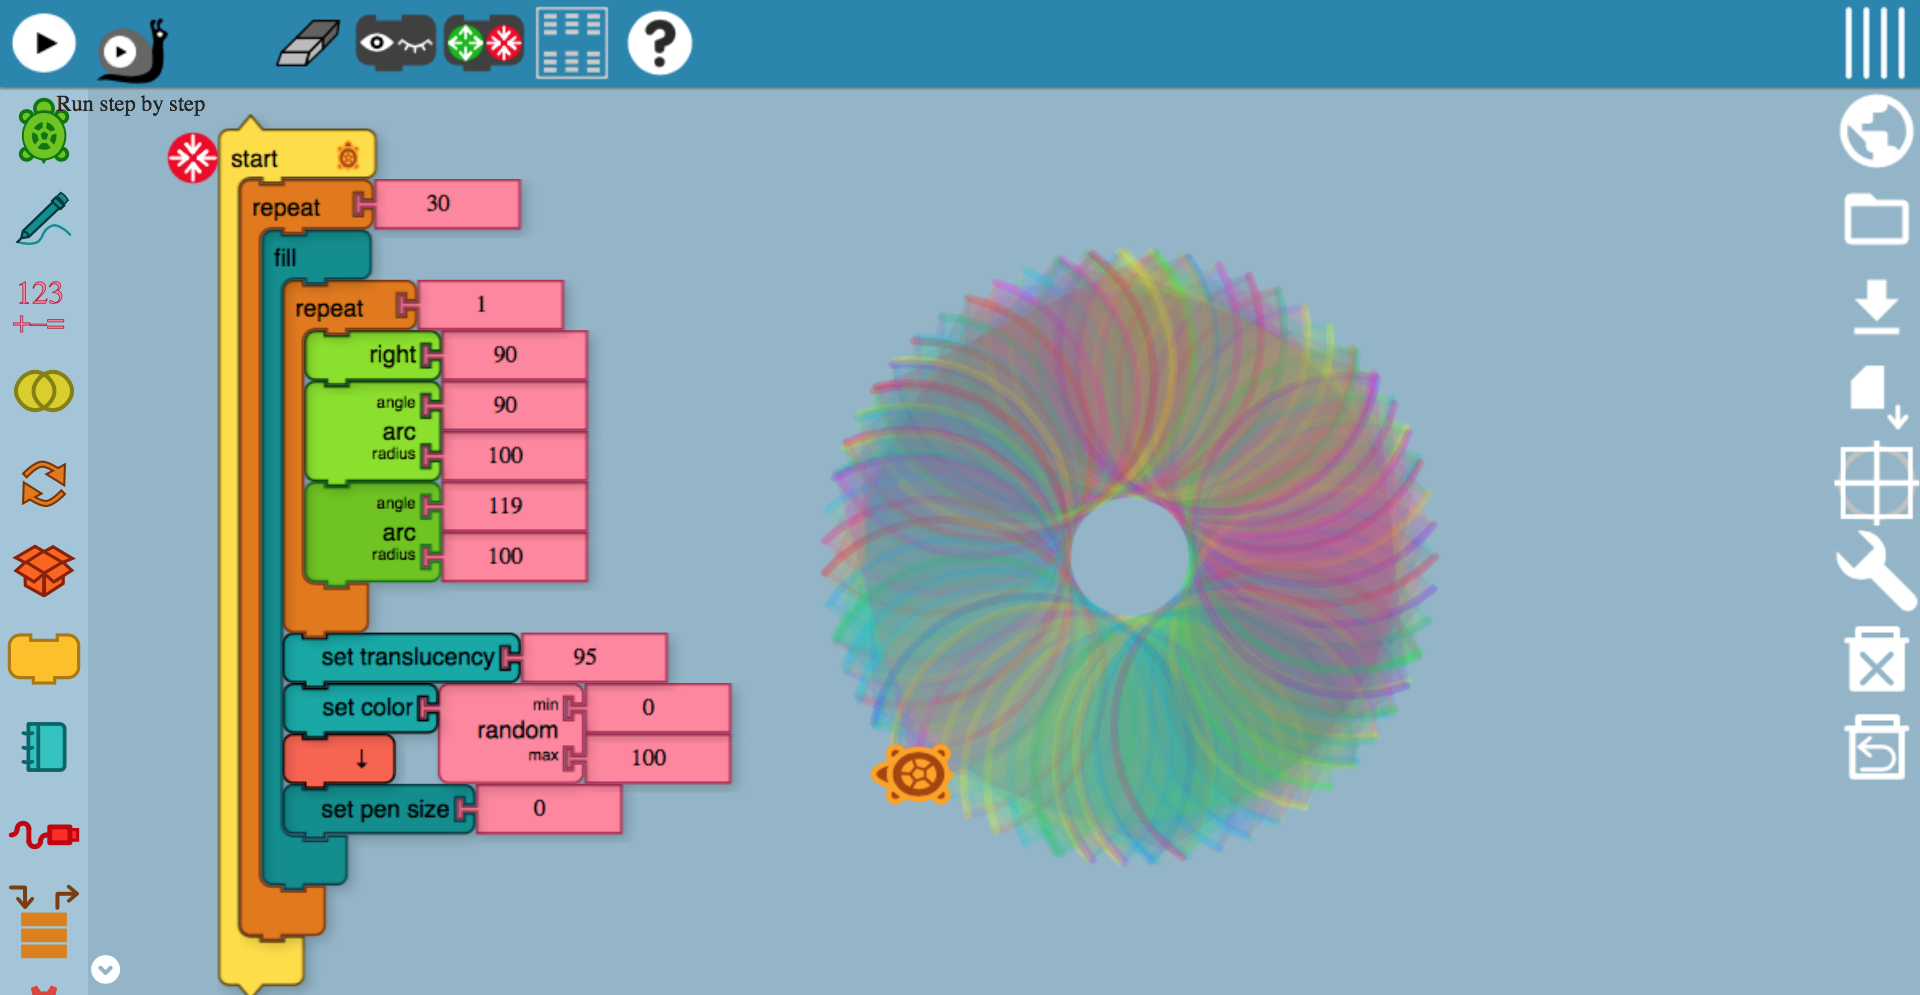 Run step by step
start
repeat 30
fill
123
+−=
repeat 1
right 90
angle 90
arc
radius 100
angle 119
arc
radius 100
set translucency 95
set color random min 0
max 100
↓
set pen size 0
?